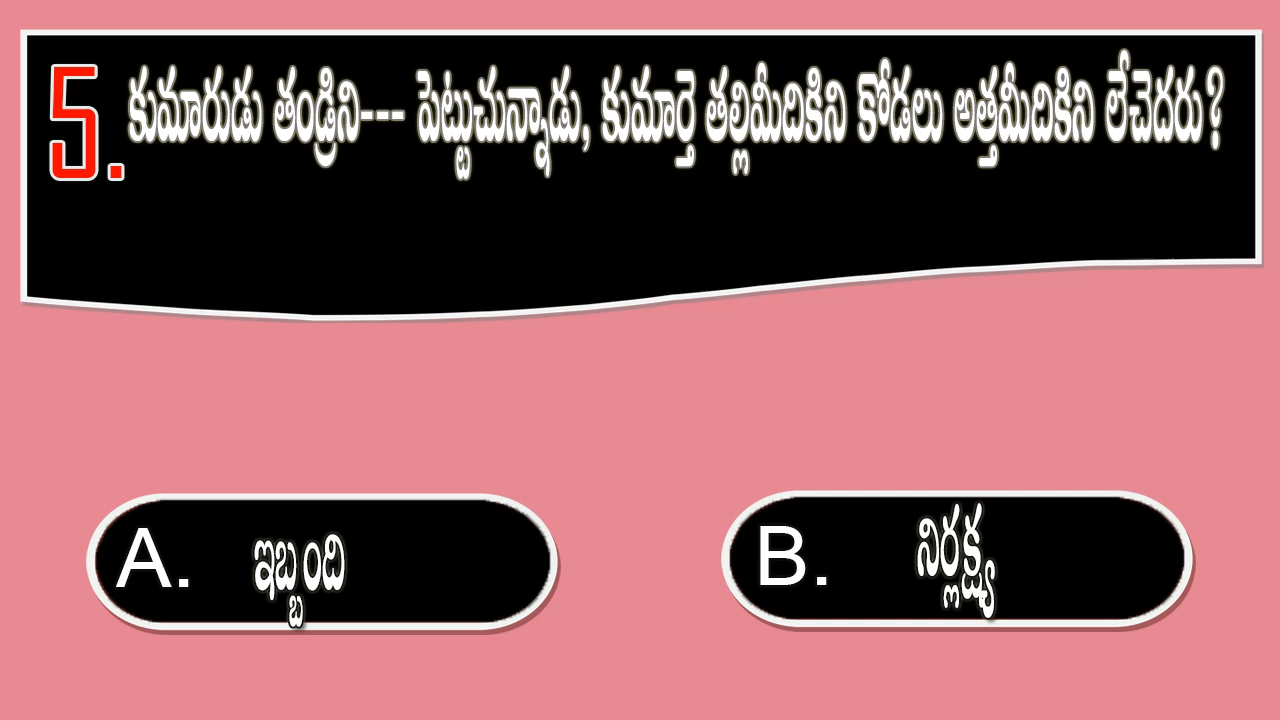 5. కుమారుడు తండ్రిని--- పెట్టుచున్నాడు, కుమార్తె తల్లిమీదికిని కోడలు అత్తమీదికిని లేచెదరు?
A. ఇబ్బంది
B. నిర్లక్ష్య